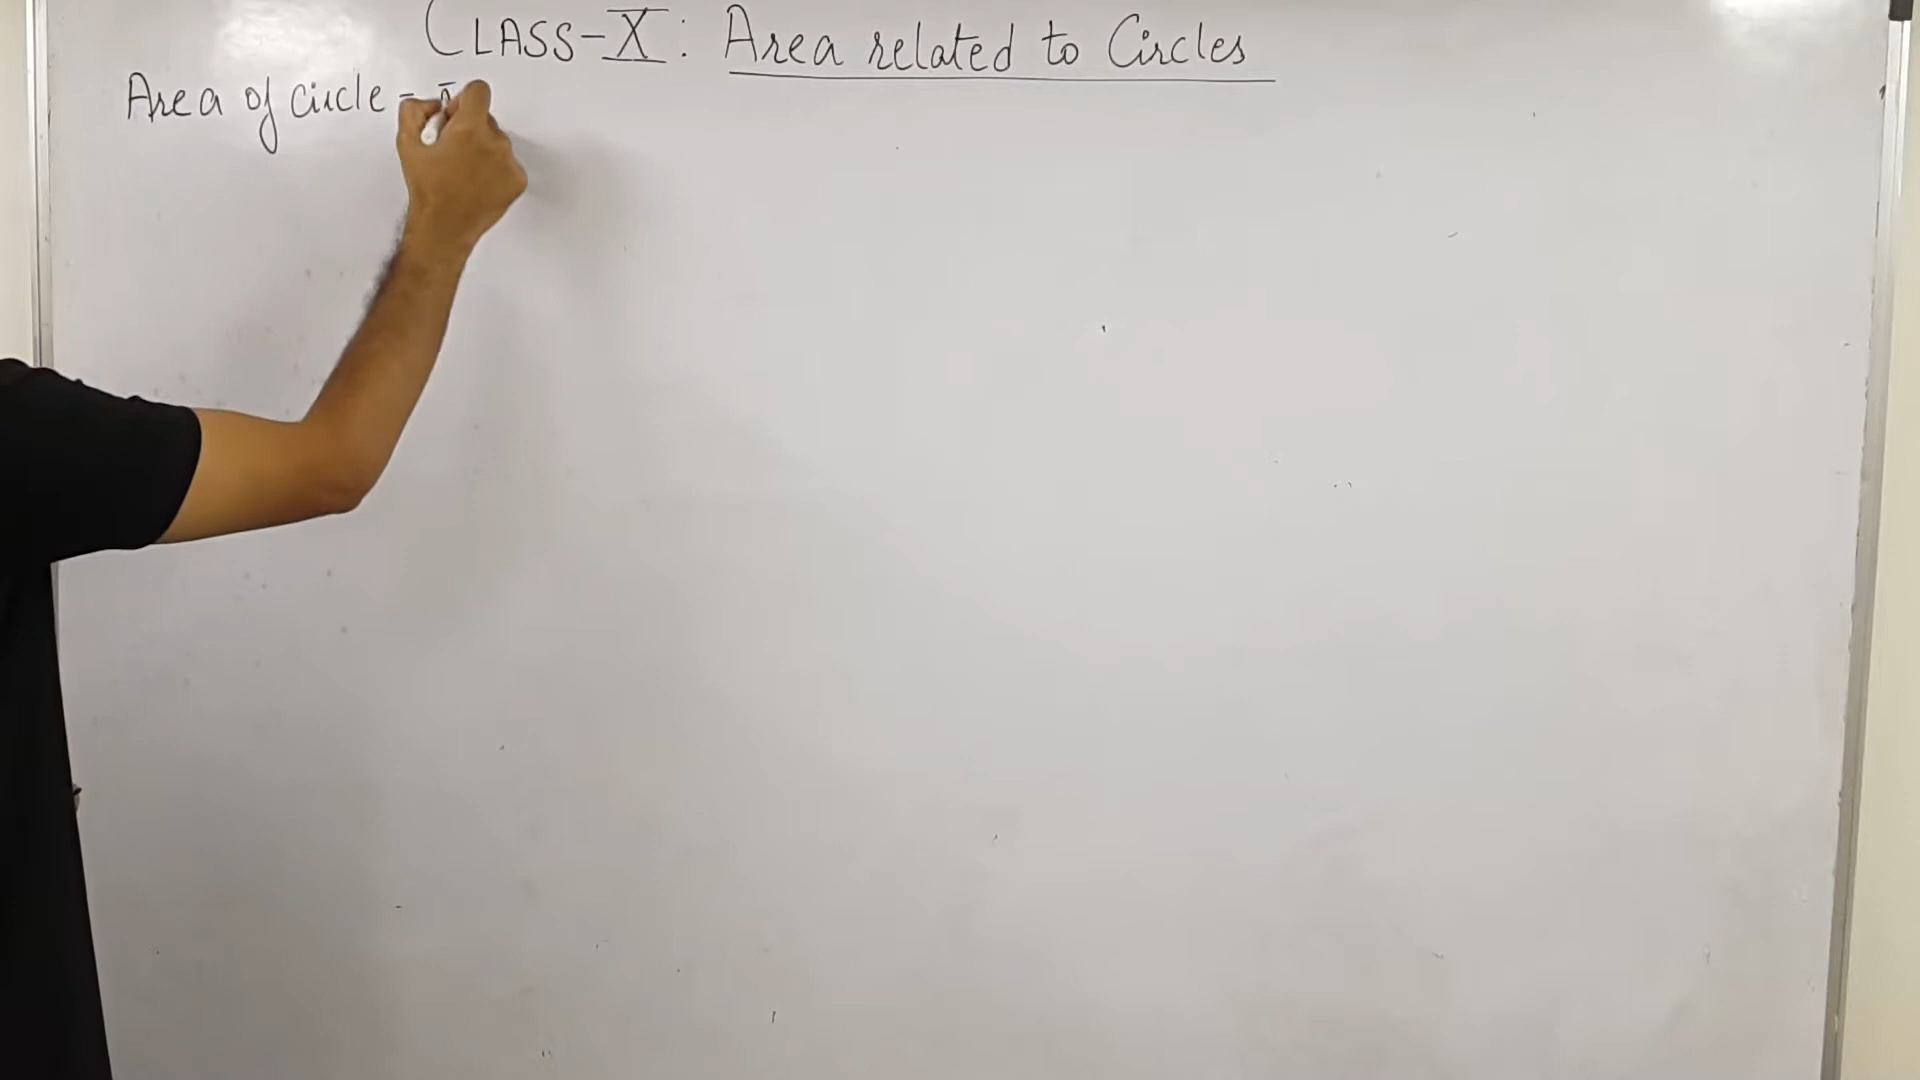 CLASS-X: Area related to Circles
Area of circle =